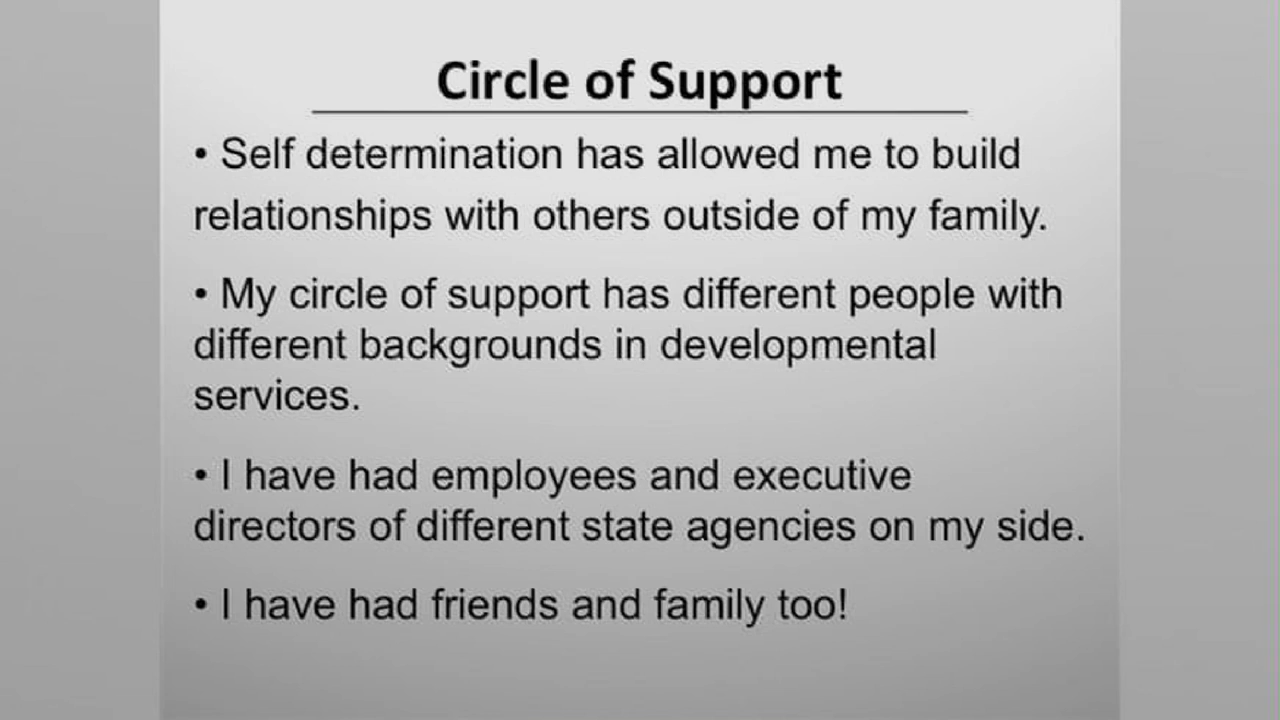 Circle of Support
• Self determination has allowed me to build
relationships with others outside of my family.
• My circle of support has different people with
different backgrounds in developmental
services.
• I have had employees and executive
directors of different state agencies on my side.
• I have had friends and family too!